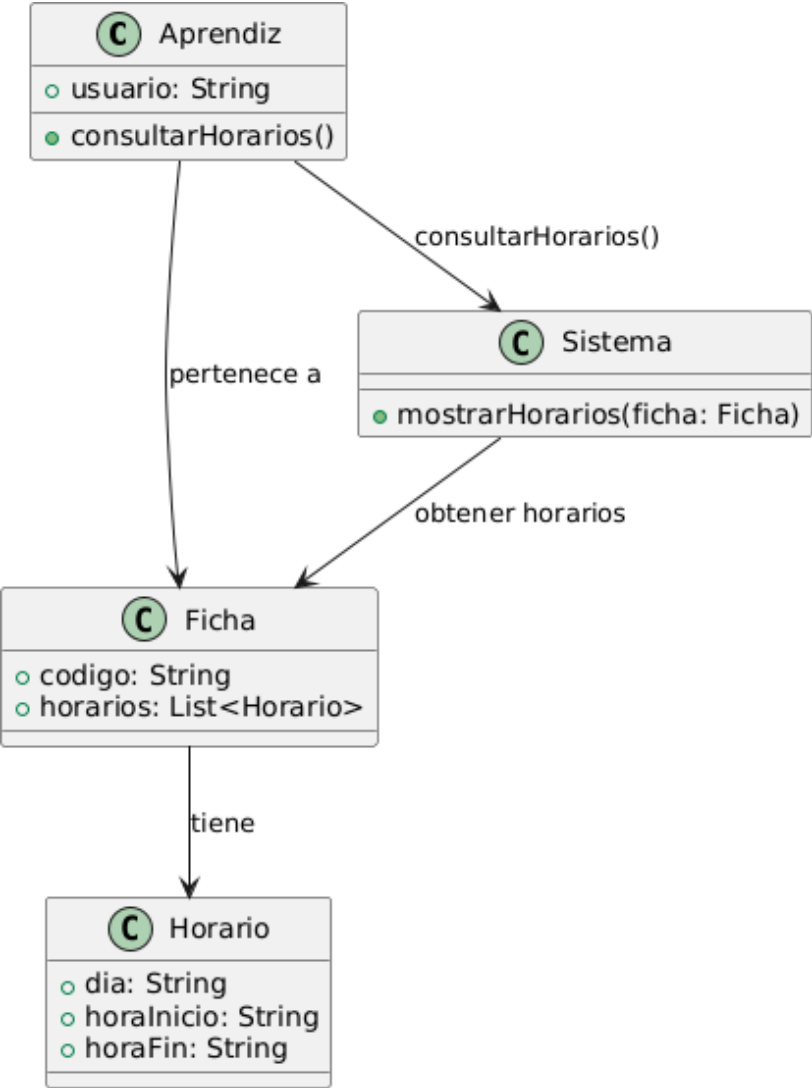 C Aprendiz
usuario: String
consultarHorarios()
consultarHorarios()
C Sistema
mostrarHorarios(ficha: Ficha)
pertenece a
obtener horarios
C Ficha
codigo: String
horarios: List<Horario>
tiene
C Horario
dia: String
horaInicio: String
horaFin: String